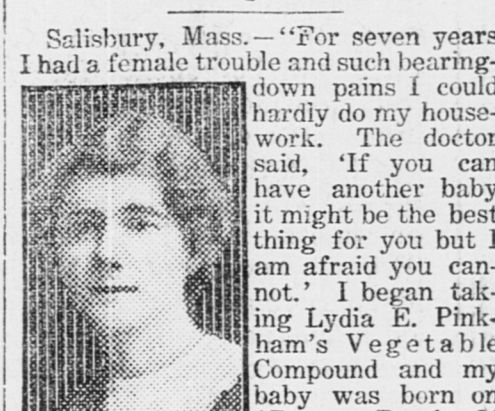 Salisbury, Mass.—"For seven years
I had a female trouble and such bearing-
down pains I could
hardly do my house-
work. The doctor
said, 'If you can
have another baby
it might be the best
thing for you but I
am afraid you can-
not.' I began tak-
ing Lydia E. Pink-
ham's Vegetable
Compound and my
baby was born on